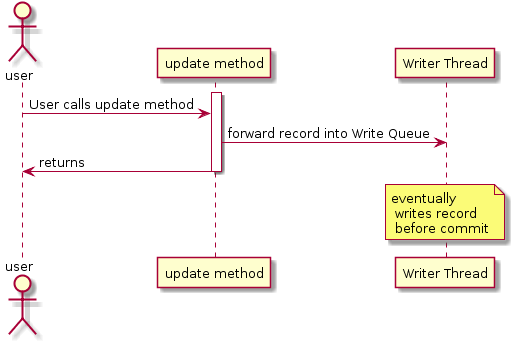 user
update method
Writer Thread
User calls update method
forward record into Write Queue
returns
eventually
writes record
before commit
user
update method
Writer Thread